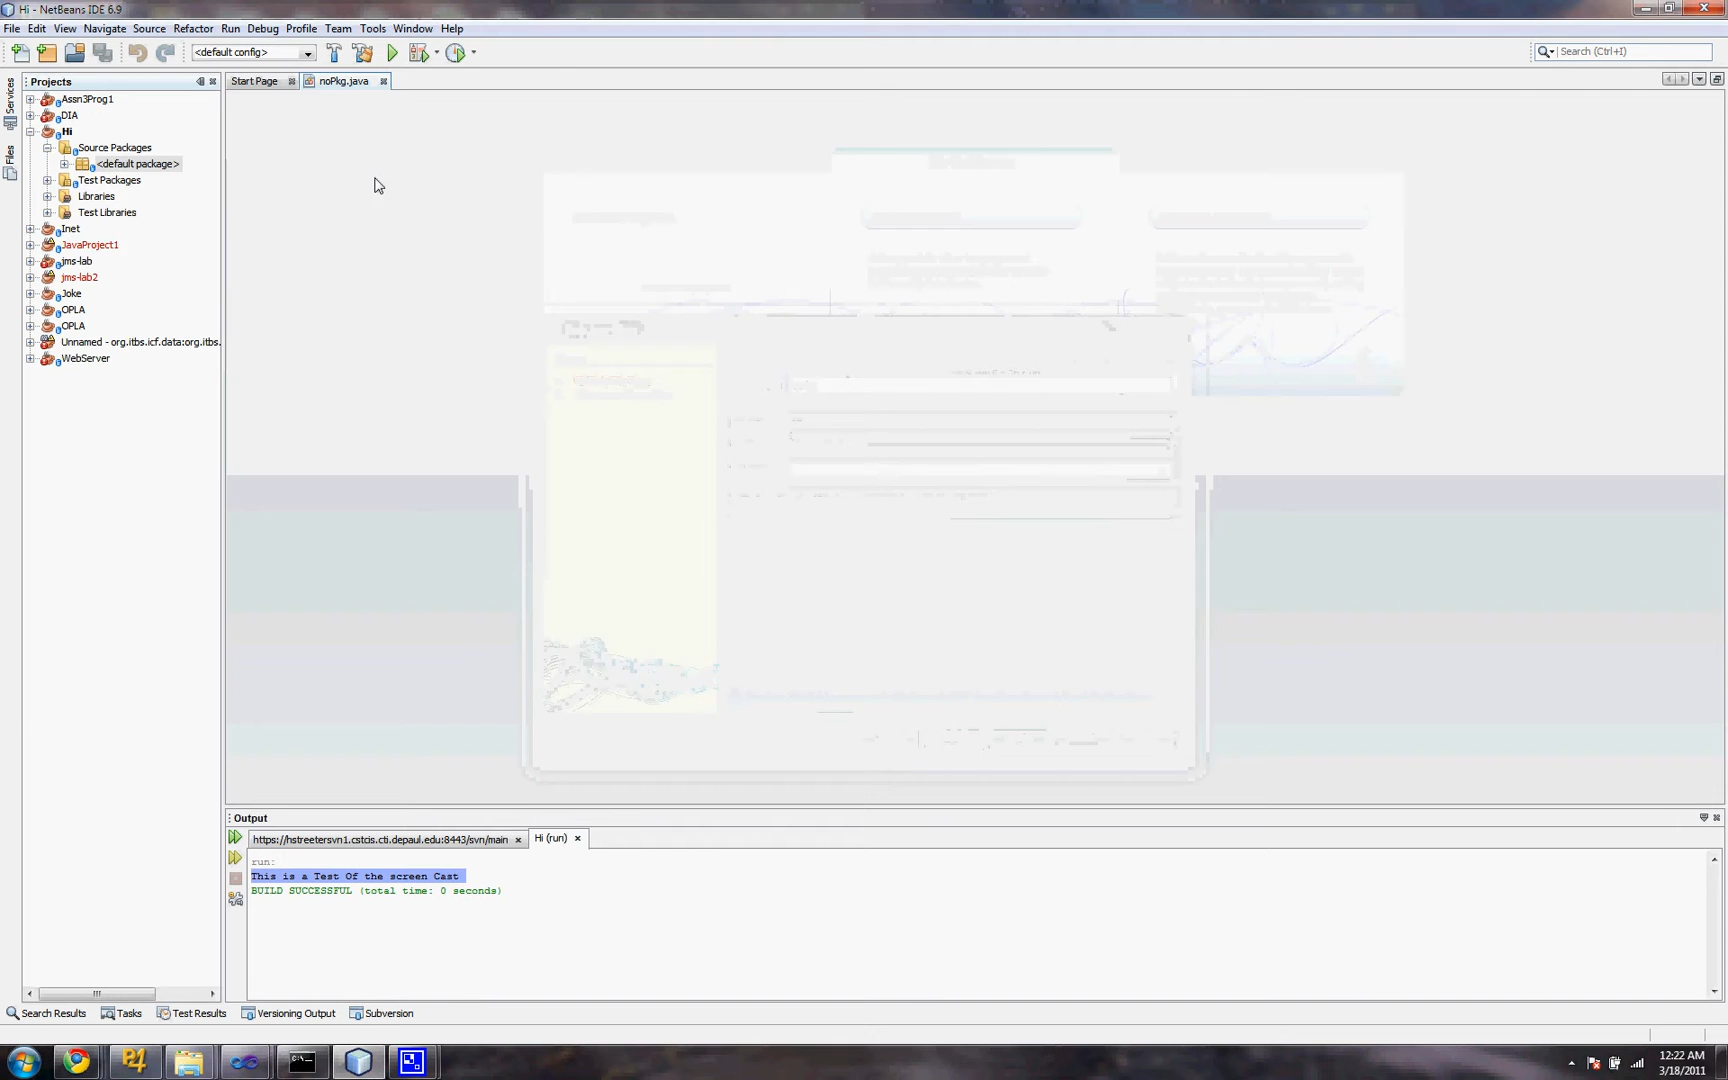 Hi - NetBeans IDE 6.9
File Edit View Navigate Source Refactor Run Debug Profile Team Tools Window Help
<default config>
Search (Ctrl+I)
Services
Files
Projects
Start Page
noPkg.java
Assn3Prog1
DIA
Hi
Source Packages
<default package>
Test Packages
Libraries
Test Libraries
Inet
JavaProject1
jms-lab
jms-lab2
Joke
OPLA
OPLA
Unnamed - org.itbs.icf.data:org.itbs.
WebServer
Output
https://hstreetersvn1.cstcis.cti.depaul.edu:8443/svn/main
Hi (run)
run:
This is a Test Of the screen Cast
BUILD SUCCESSFUL (total time: 0 seconds)
Search Results Tasks Test Results Versioning Output Subversion
12:22 AM
3/18/2011